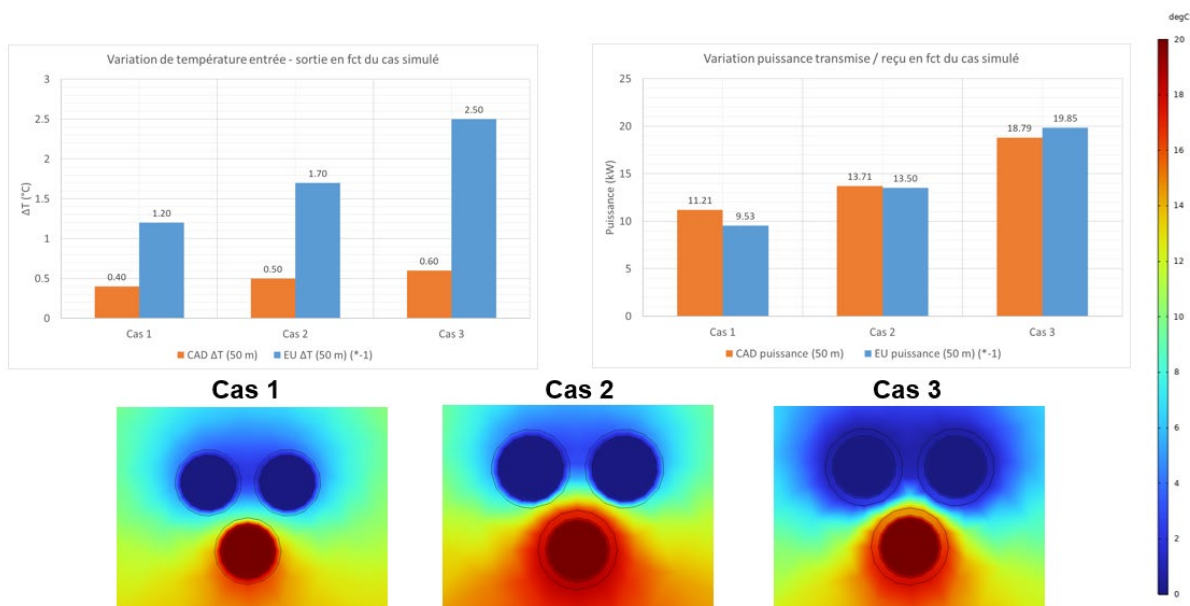 Variation de température entrée - sortie en fct du cas simulé
3
2.5
2
1.5
1
0.5
0
ΔT (°C)
0.40
1.20
0.50
1.70
0.60
2.50
Cas 1
Cas 2
Cas 3
CAD ΔT (50 m)
EU ΔT (50 m) (*-1)
Variation puissance transmise / reçu en fct du cas simulé
25
20
15
10
5
0
Puissance (kW)
11.21
9.53
13.71
13.50
18.79
19.85
Cas 1
Cas 2
Cas 3
CAD puissance (50 m)
EU puissance (50 m) (*-1)
degC
20
18
16
14
12
10
8
6
4
2
0
Cas 1
Cas 2
Cas 3